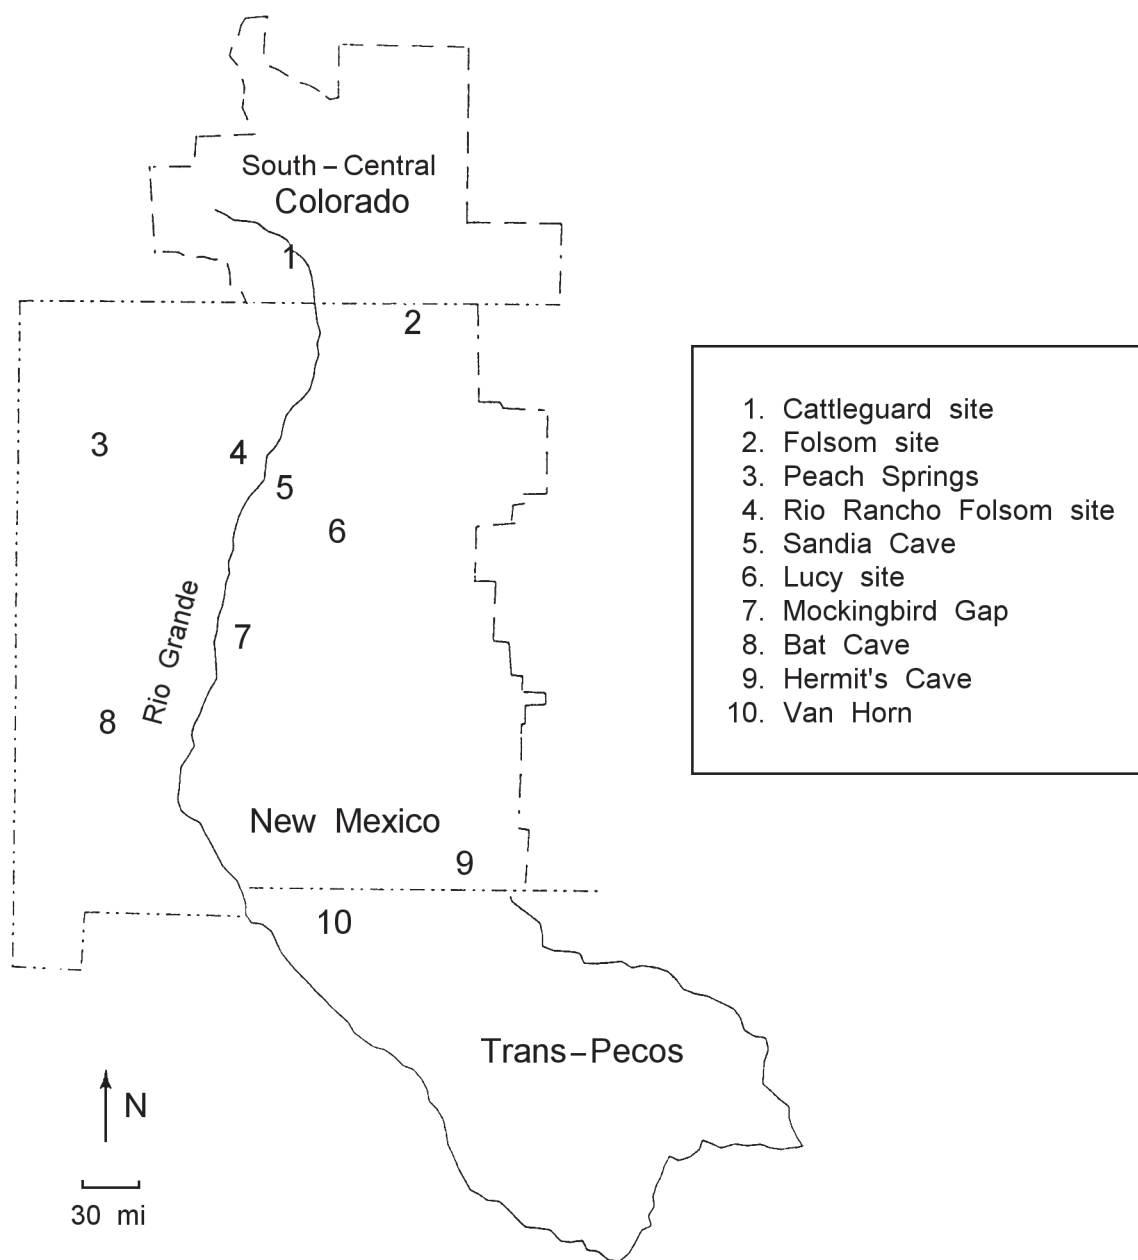 South – Central
Colorado
1
2
3
4
5
6
Rio Grande
7
8
New Mexico
9
10
Trans–Pecos
N
30 mi
1. Cattleguard site
2. Folsom site
3. Peach Springs
4. Rio Rancho Folsom site
5. Sandia Cave
6. Lucy site
7. Mockingbird Gap
8. Bat Cave
9. Hermit's Cave
10. Van Horn